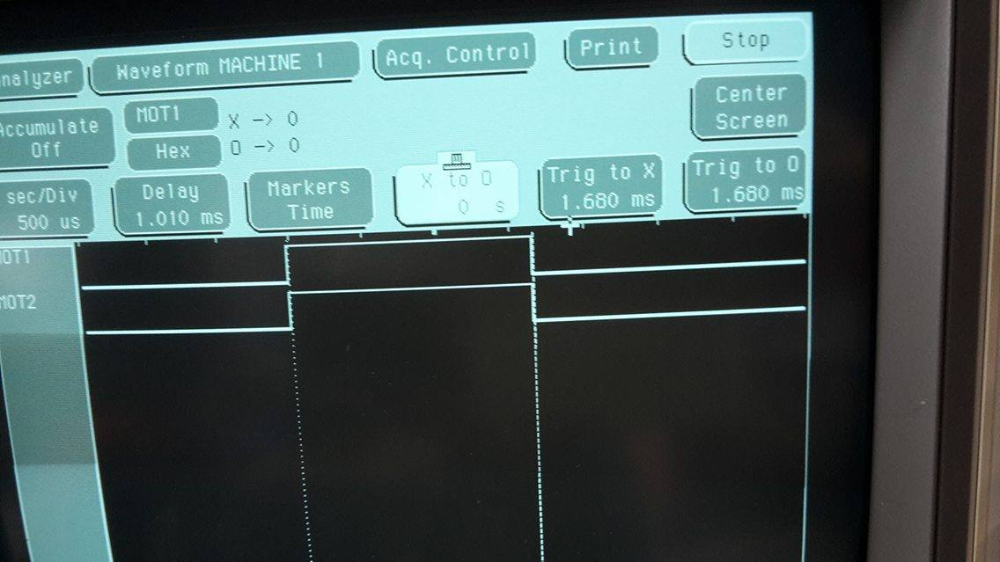 nalyzer
Waveform MACHINE 1
Acq. Control
Print
Stop
Accumulate
Off
MOT1
X -> 0
Hex
O -> 0
Center
Screen
sec/Div
500 us
Delay
1.010 ms
Markers
Time
X to O
0 s
Trig to X
1.680 ms
Trig to O
1.680 ms
MOT1
MOT2